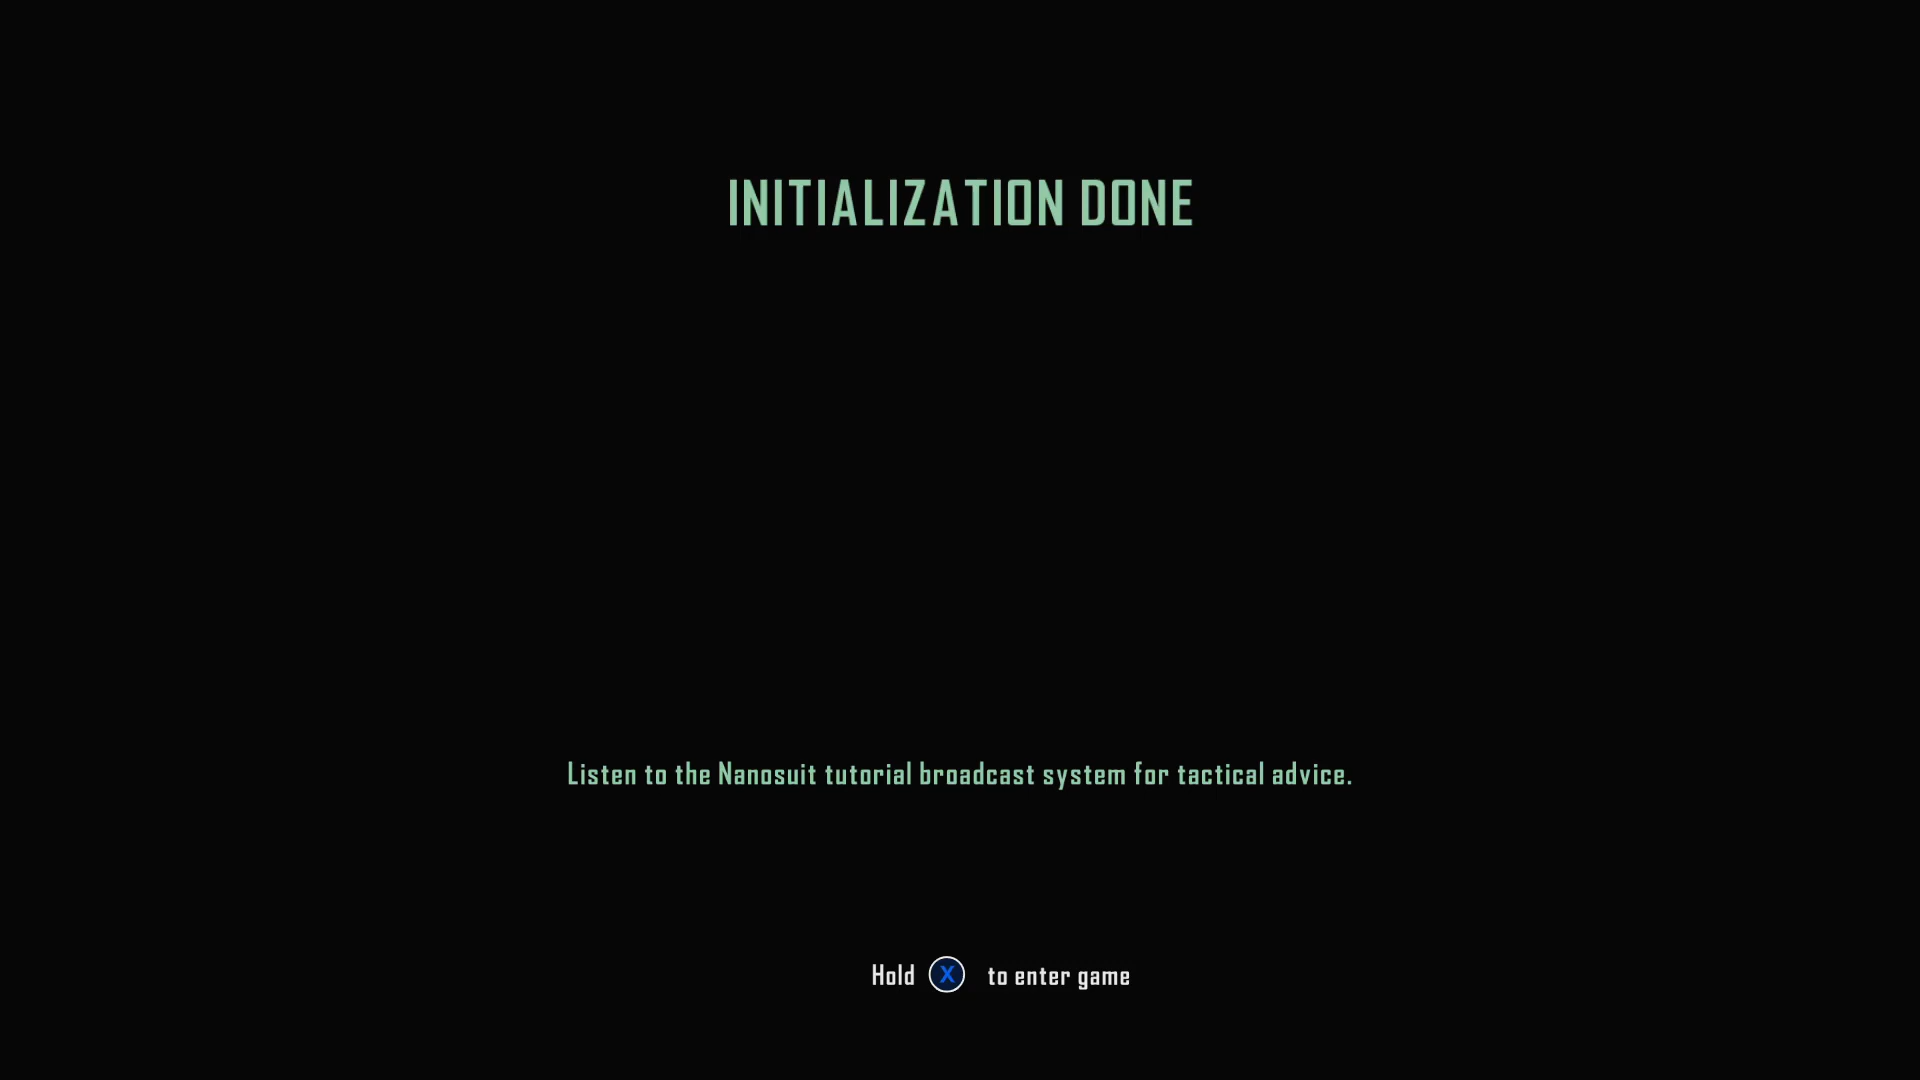 INITIALIZATION DONE
Listen to the Nanosuit tutorial broadcast system for tactical advice.
Hold X to enter game